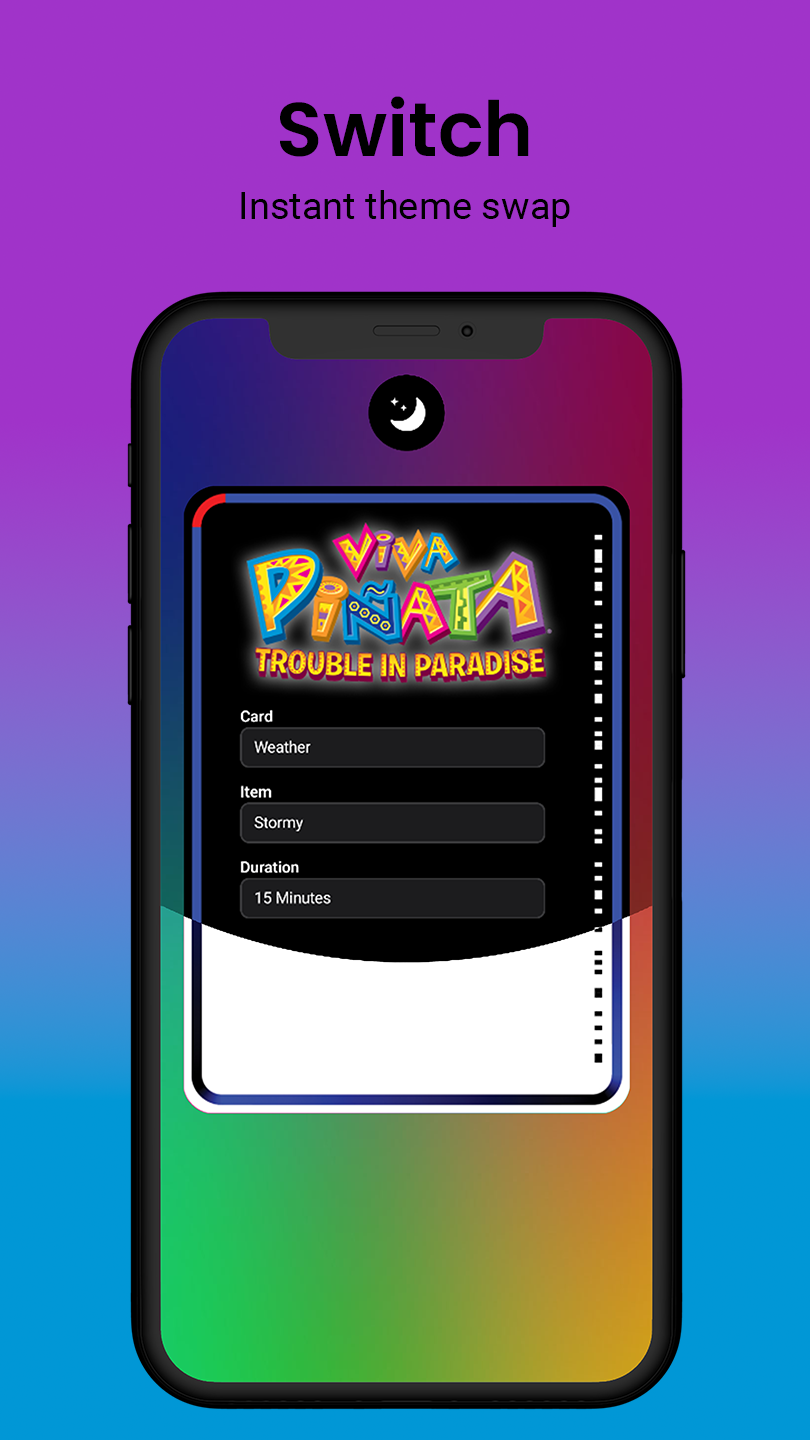 Switch
Instant theme swap
VIVA
PIÑATA
TROUBLE IN PARADISE
Card
Weather
Item
Stormy
Duration
15 Minutes